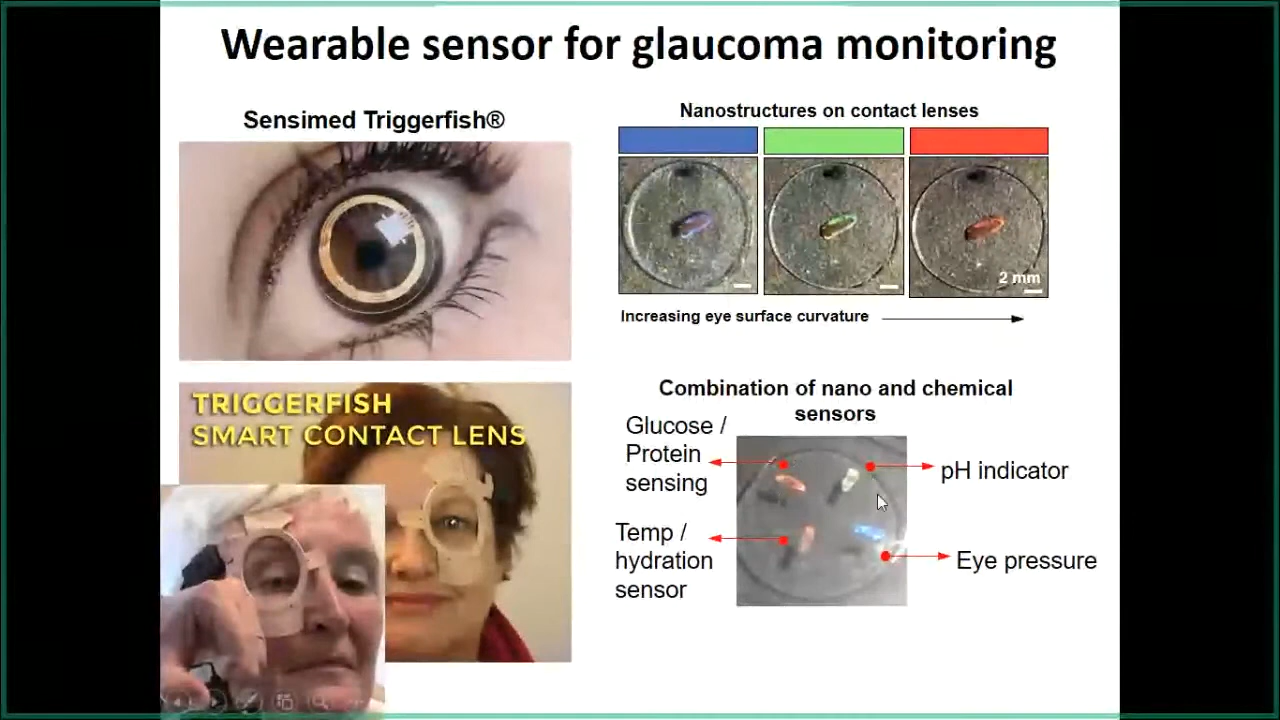 Wearable sensor for glaucoma monitoring
Sensimed Triggerfish®
TRIGGERFISH
SMART CONTACT LENS
Nanostructures on contact lenses
2 mm
Increasing eye surface curvature
Combination of nano and chemical
sensors
Glucose /
Protein
sensing
pH indicator
Temp /
hydration
sensor
Eye pressure